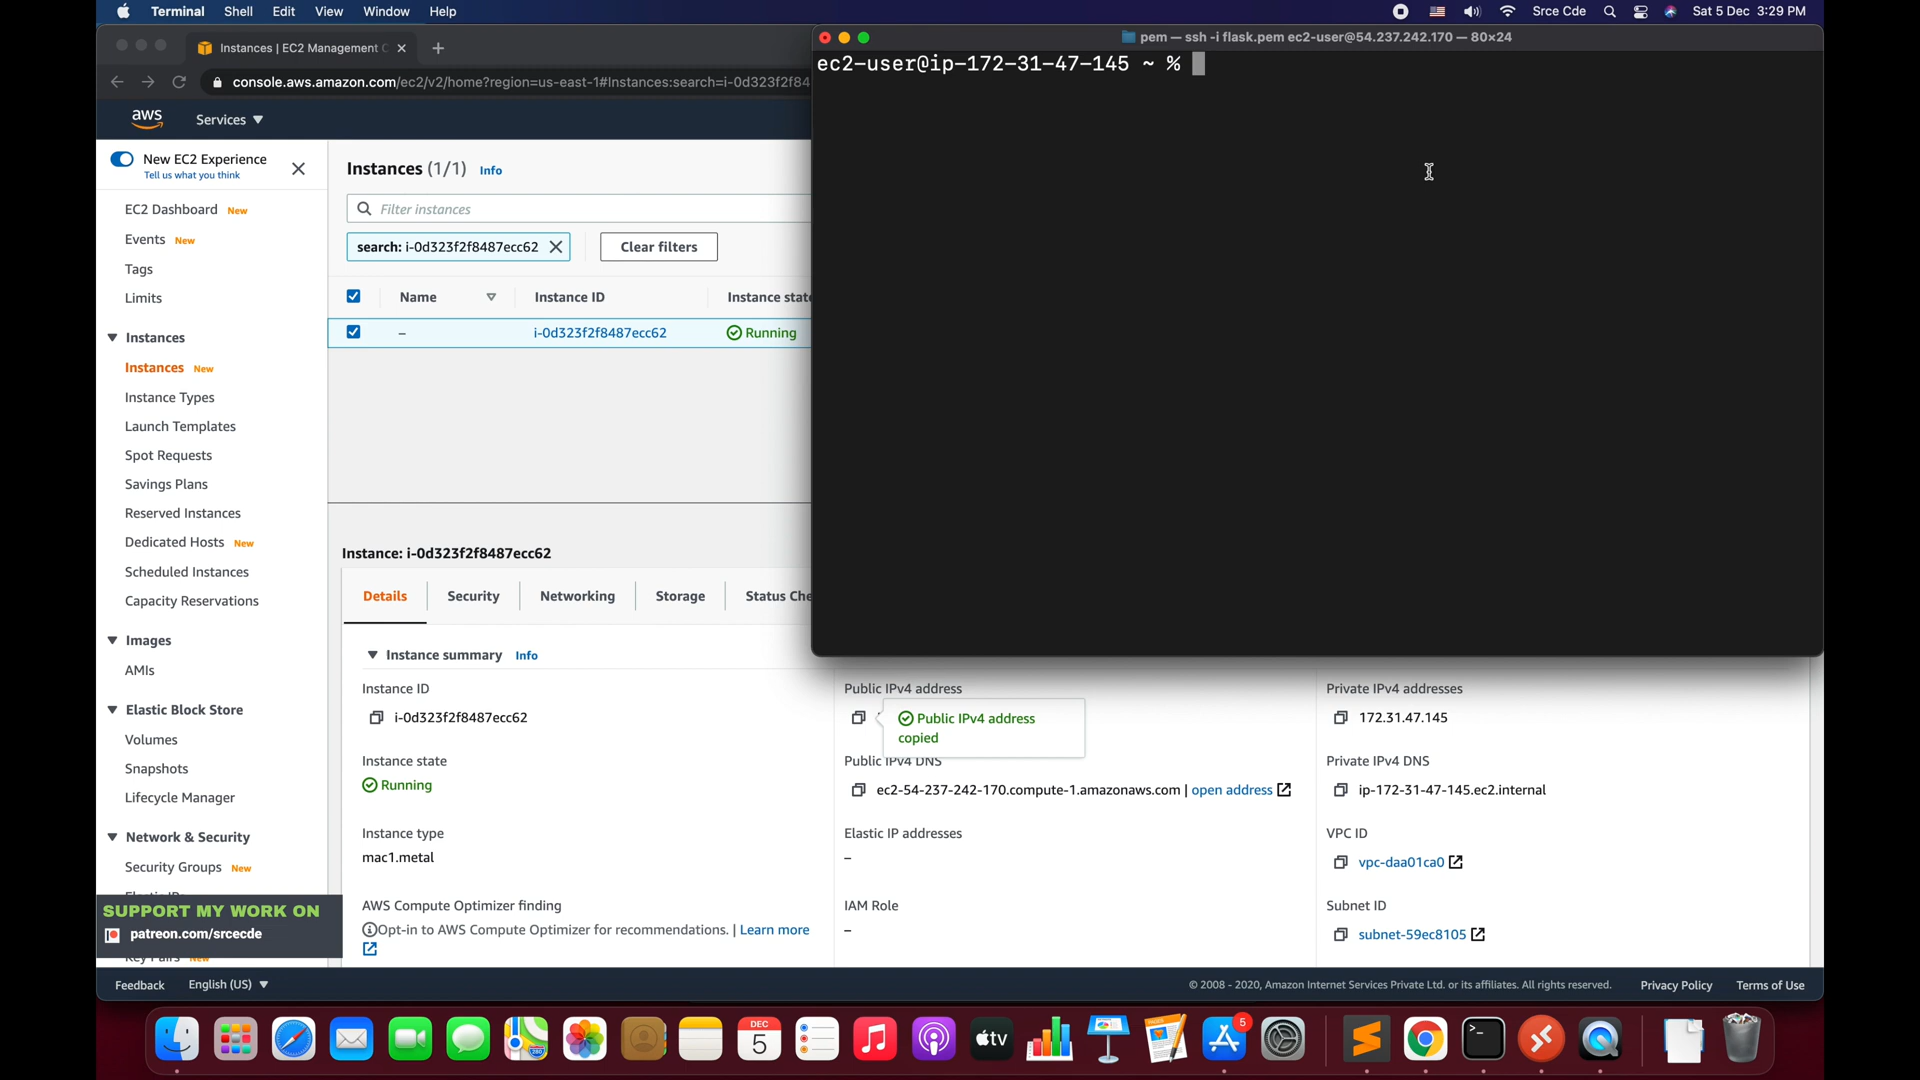 Terminal Shell Edit View Window Help
Srce Cde Sat 5 Dec 3:29 PM
Instances | EC2 Management C
pem — ssh -i flask.pem ec2-user@54.237.242.170 — 80×24
console.aws.amazon.com/ec2/v2/home?region=us-east-1#Instances:search=i-0d323f2f84
ec2-user@ip-172-31-47-145 ~ %
aws Services
New EC2 Experience
Tell us what you think
EC2 Dashboard New
Events New
Tags
Limits
Instances
Instances New
Instance Types
Launch Templates
Spot Requests
Savings Plans
Reserved Instances
Dedicated Hosts New
Scheduled Instances
Capacity Reservations
Images
AMIs
Elastic Block Store
Volumes
Snapshots
Lifecycle Manager
Network & Security
Security Groups New
SUPPORT MY WORK ON
patreon.com/srcecde
Instances (1/1) Info
Filter instances
search: i-0d323f2f8487ecc62
Clear filters
Name Instance ID Instance stat
– i-0d323f2f8487ecc62 Running
Instance: i-0d323f2f8487ecc62
Details Security Networking Storage Status Che
Instance summary Info
Instance ID
i-0d323f2f8487ecc62
Instance state
Running
Instance type
mac1.metal
AWS Compute Optimizer finding
Opt-in to AWS Compute Optimizer for recommendations. | Learn more
Public IPv4 address
Public IPv4 address
copied
Public IPv4 DNS
ec2-54-237-242-170.compute-1.amazonaws.com | open address
Elastic IP addresses
–
IAM Role
–
Private IPv4 addresses
172.31.47.145
Private IPv4 DNS
ip-172-31-47-145.ec2.internal
VPC ID
vpc-daa01ca0
Subnet ID
subnet-59ec8105
Feedback English (US)
© 2008 - 2020, Amazon Internet Services Private Ltd. or its affiliates. All rights reserved. Privacy Policy Terms of Use
DEC
5
tv
5
>_